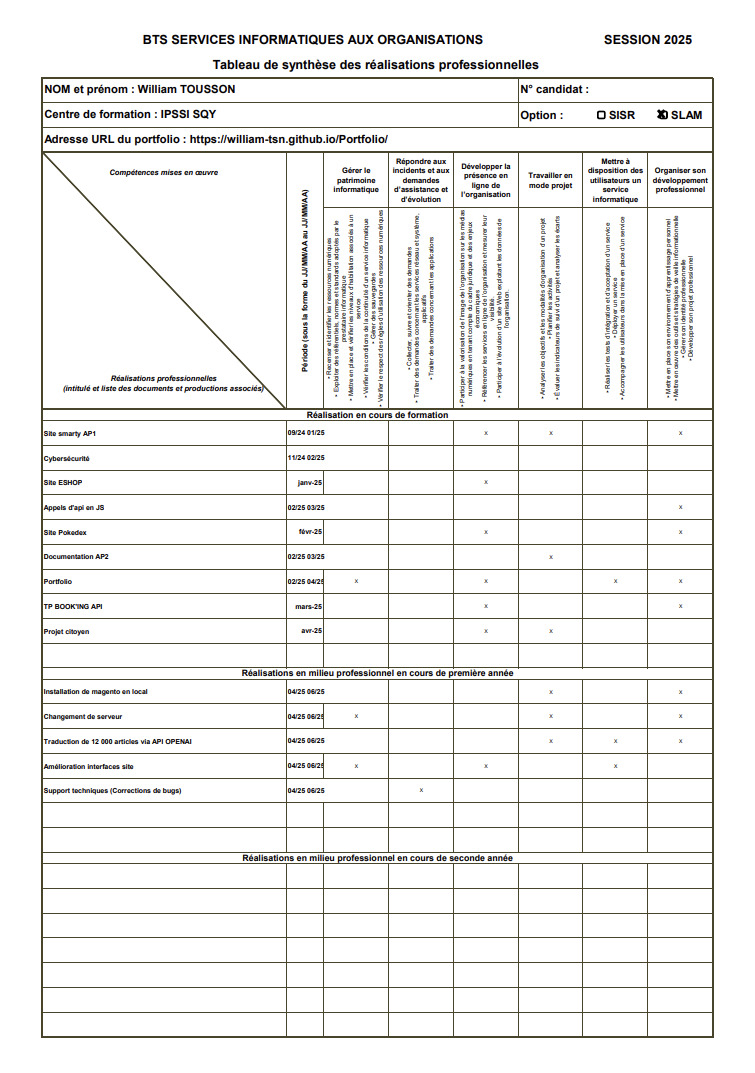 BTS SERVICES INFORMATIQUES AUX ORGANISATIONS SESSION 2025
Tableau de synthèse des réalisations professionnelles
NOM et prénom : William TOUSSON N° candidat :
Centre de formation : IPSSI SQY Option : SISR SLAM
Adresse URL du portfolio : https://william-tsn.github.io/Portfolio/
Compétences mises en œuvre
Réalisations professionnelles
(intitulé et liste des documents et productions associés)
Période (sous la forme du JJ/MM/AA au JJ/MM/AA)
Gérer le
patrimoine
informatique
Répondre aux
incidents et aux
demandes
d'assistance et
d'évolution
Développer la
présence en
ligne de
l'organisation
Travailler en
mode projet
Mettre à
disposition des
utilisateurs un
service
informatique
Organiser son
développement
professionnel
• Recenser et identifier les ressources numériques
• Exploiter des référentiels, normes et standards adoptés par le
prestataire informatique
• Mettre en place et vérifier les niveaux d'habilitation associés à un
service
• Vérifier les conditions de la continuité d'un service informatique
• Gérer des sauvegardes
• Vérifier le respect des règles d'utilisation des ressources numériques
• Collecter, suivre et orienter des demandes
• Traiter des demandes concernant les services réseau et système,
applicatifs
• Traiter des demandes concernant les applications
• Participer à la valorisation de l'image de l'organisation sur les médias
numériques en tenant compte du cadre juridique et des enjeux
économiques
• Référencer les services en ligne de l'organisation et mesurer leur
visibilité.
• Participer à l'évolution d'un site Web exploitant les données de
l'organisation.
• Analyser les objectifs et les modalités d'organisation d'un projet
• Planifier les activités
• Évaluer les indicateurs de suivi d'un projet et analyser les écarts
• Réaliser les tests d'intégration et d'acceptation d'un service
• Déployer un service
• Accompagner les utilisateurs dans la mise en place d'un service
• Mettre en place son environnement d'apprentissage personnel
• Mettre en œuvre des outils et stratégies de veille informationnelle
• Gérer son identité professionnelle
• Développer son projet professionnel
Réalisation en cours de formation
Site smarty AP1 09/24 01/25 x x x
Cybersécurité 11/24 02/25
Site ESHOP janv-25 x
Appels d'api en JS 02/25 03/25 x
Site Pokedex févr-25 x x
Documentation AP2 02/25 03/25 x
Portfolio 02/25 04/25 x x x x
TP BOOK'ING API mars-25 x x
Projet citoyen avr-25 x x
Réalisations en milieu professionnel en cours de première année
Installation de magento en local 04/25 06/25 x x
Changement de serveur 04/25 06/25 x x x
Traduction de 12 000 articles via API OPENAI 04/25 06/25 x x x
Amélioration interfaces site 04/25 06/25 x x x
Support techniques (Corrections de bugs) 04/25 06/25 x
Réalisations en milieu professionnel en cours de seconde année